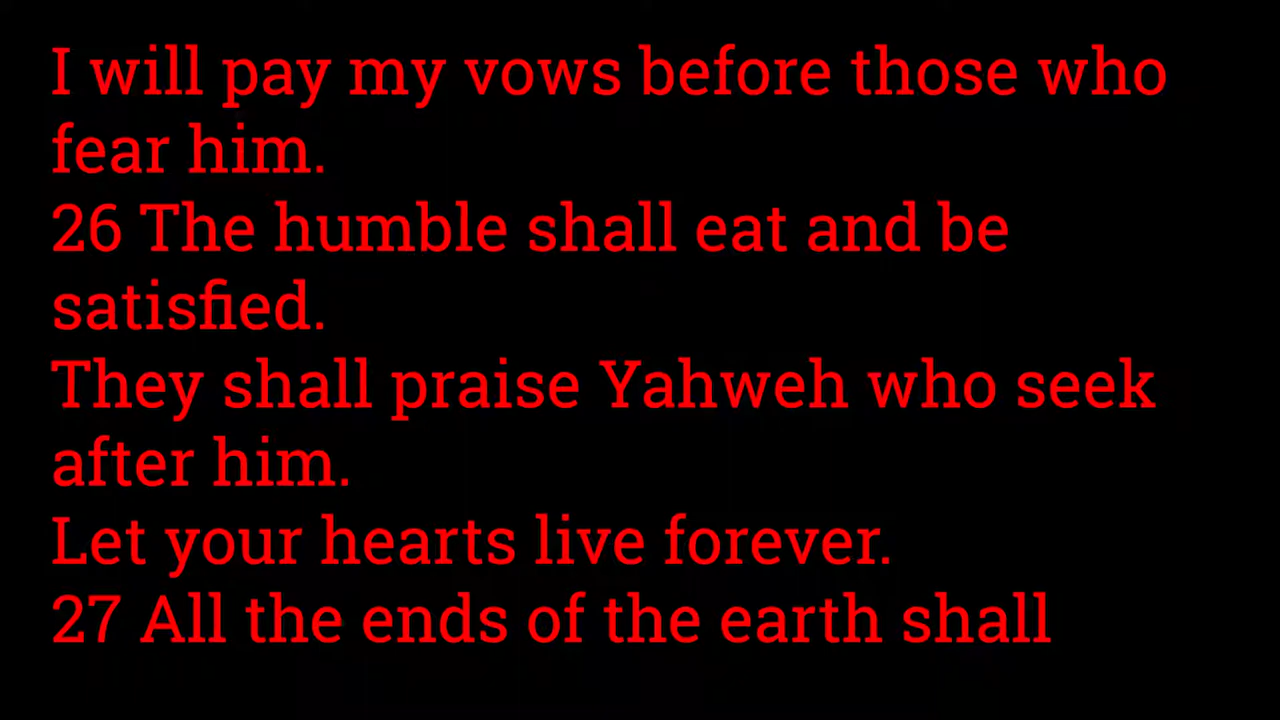 I will pay my vows before those who
fear him.
26 The humble shall eat and be
satisfied.
They shall praise Yahweh who seek
after him.
Let your hearts live forever.
27 All the ends of the earth shall